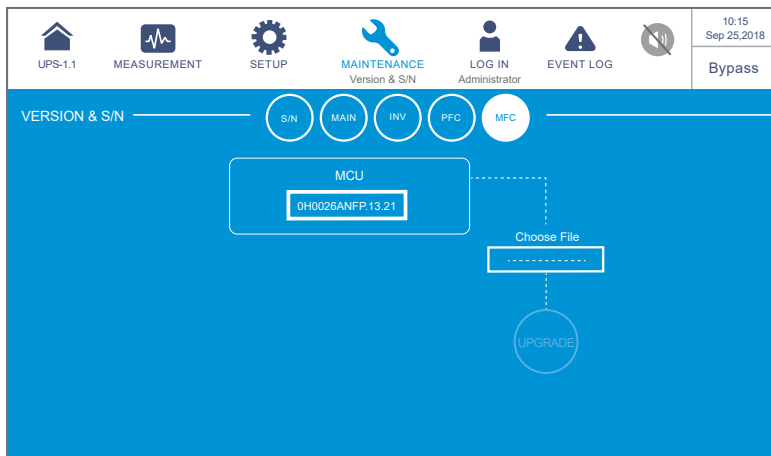 UPS-1.1
MEASUREMENT
SETUP
MAINTENANCE
Version & S/N
LOG IN
Administrator
EVENT LOG
10:15
Sep 25,2018
Bypass
VERSION & S/N
S/N
MAIN
INV
PFC
MFC
MCU
0H0026ANFP.13.21
Choose File
--------------
UPGRADE